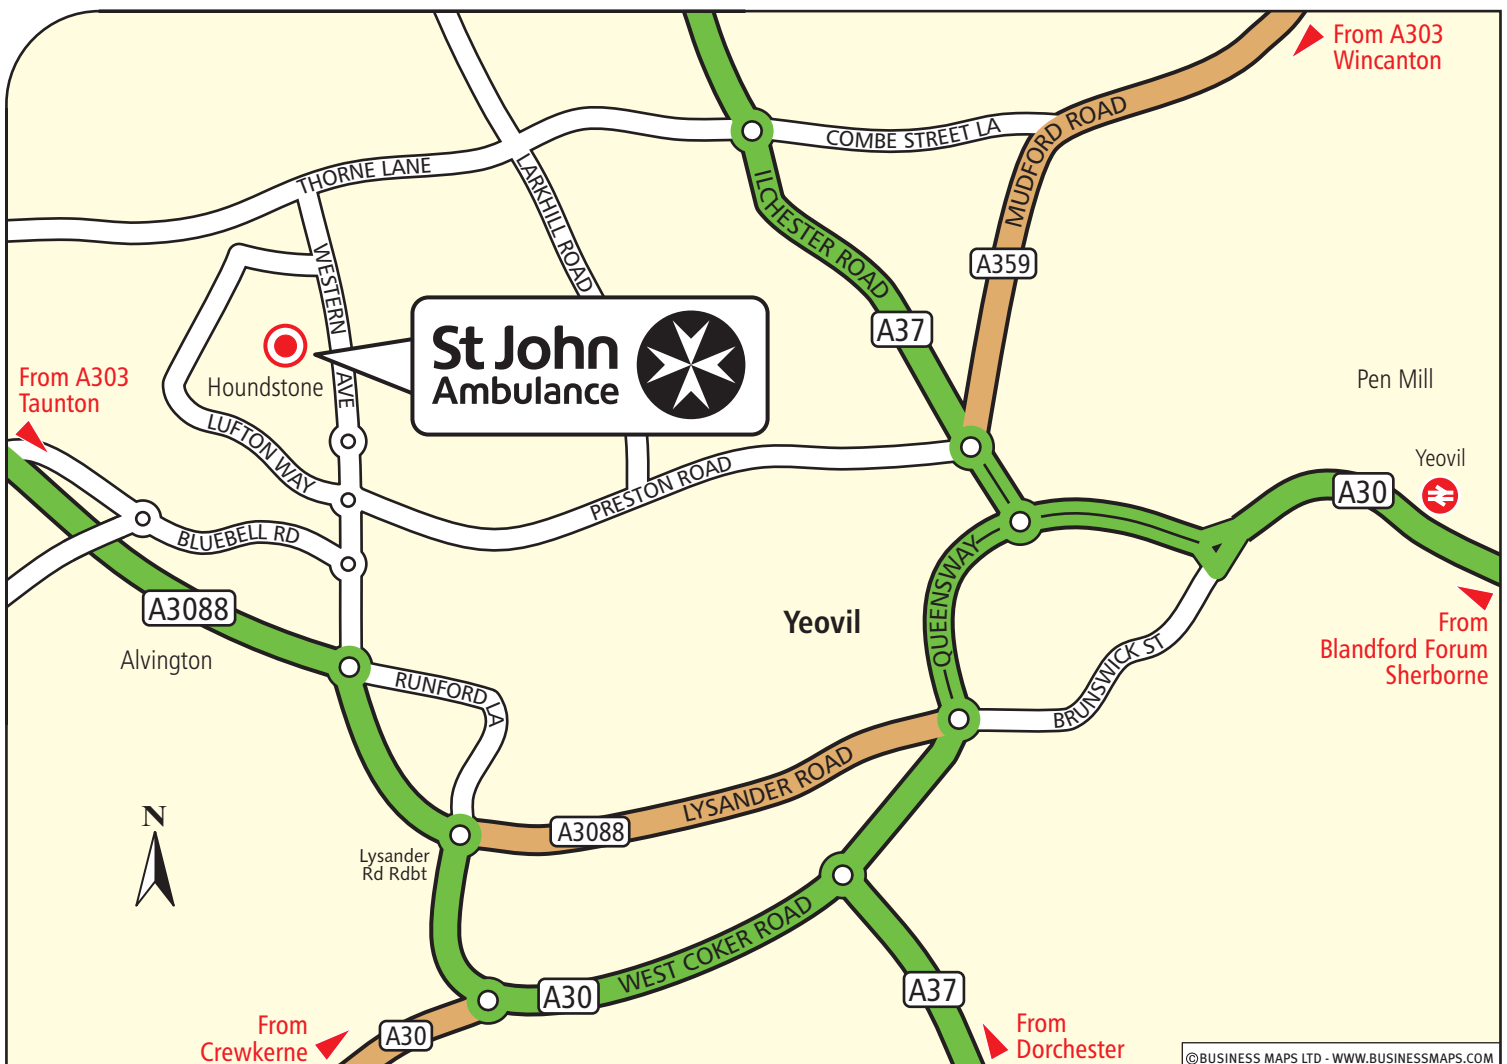 From A303
Wincanton
COMBE STREET LA
MUDFORD ROAD
THORNE LANE
LARKHILL ROAD
ILCHESTER ROAD
WESTERN
AVE
A359
A37
St John
Ambulance
Houndstone
From A303
Taunton
Pen Mill
LUFTON WAY
PRESTON ROAD
Yeovil
A30
BLUEBELL RD
QUEENSWAY
A3088
Yeovil
From
Blandford Forum
Sherborne
Alvington
RUNFORD LA
BRUNSWICK ST
LYSANDER ROAD
A3088
N
Lysander
Rd Rdbt
WEST COKER ROAD
A30
A37
From
Crewkerne
A30
From
Dorchester
©BUSINESS MAPS LTD - WWW.BUSINESSMAPS.COM